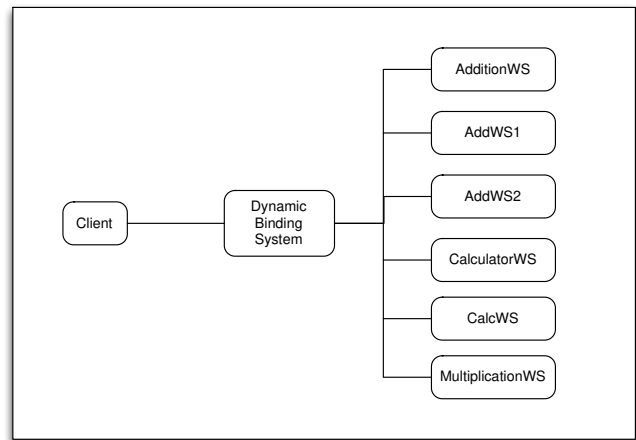 AdditionWS
AddWS1
AddWS2
Client
Dynamic
Binding
System
CalculatorWS
CalcWS
MultiplicationWS